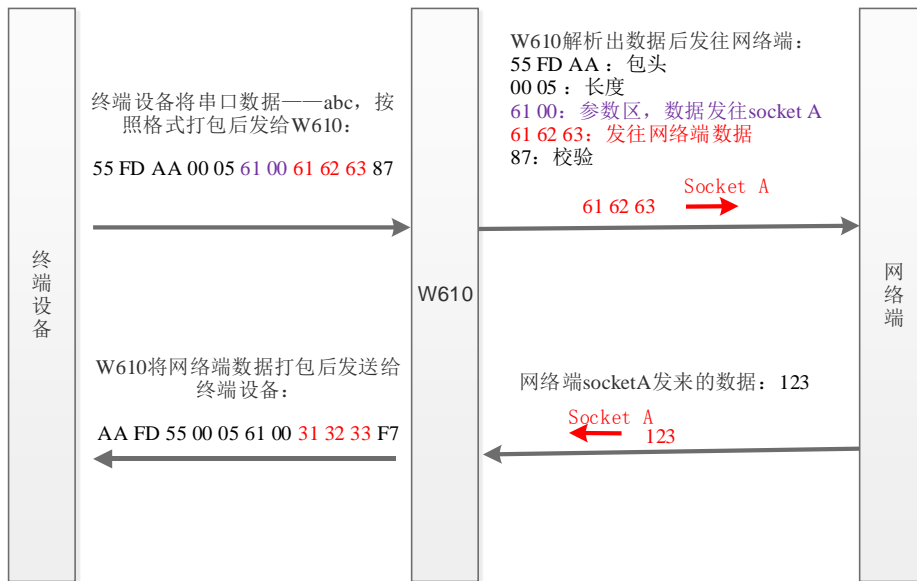 终端设备
终端设备将串口数据——abc，按
照格式打包后发给W610：
55 FD AA 00 05 61 00 61 62 63 87
W610
W610解析出数据后发往网络端：
55 FD AA：包头
00 05：长度
61 00：参数区，数据发往socket A
61 62 63：发往网络端数据
87：校验
Socket A
61 62 63
网络端
W610将网络端数据打包后发送给
终端设备：
AA FD 55 00 05 61 00 31 32 33 F7
网络端socketA发来的数据：123
Socket A
123